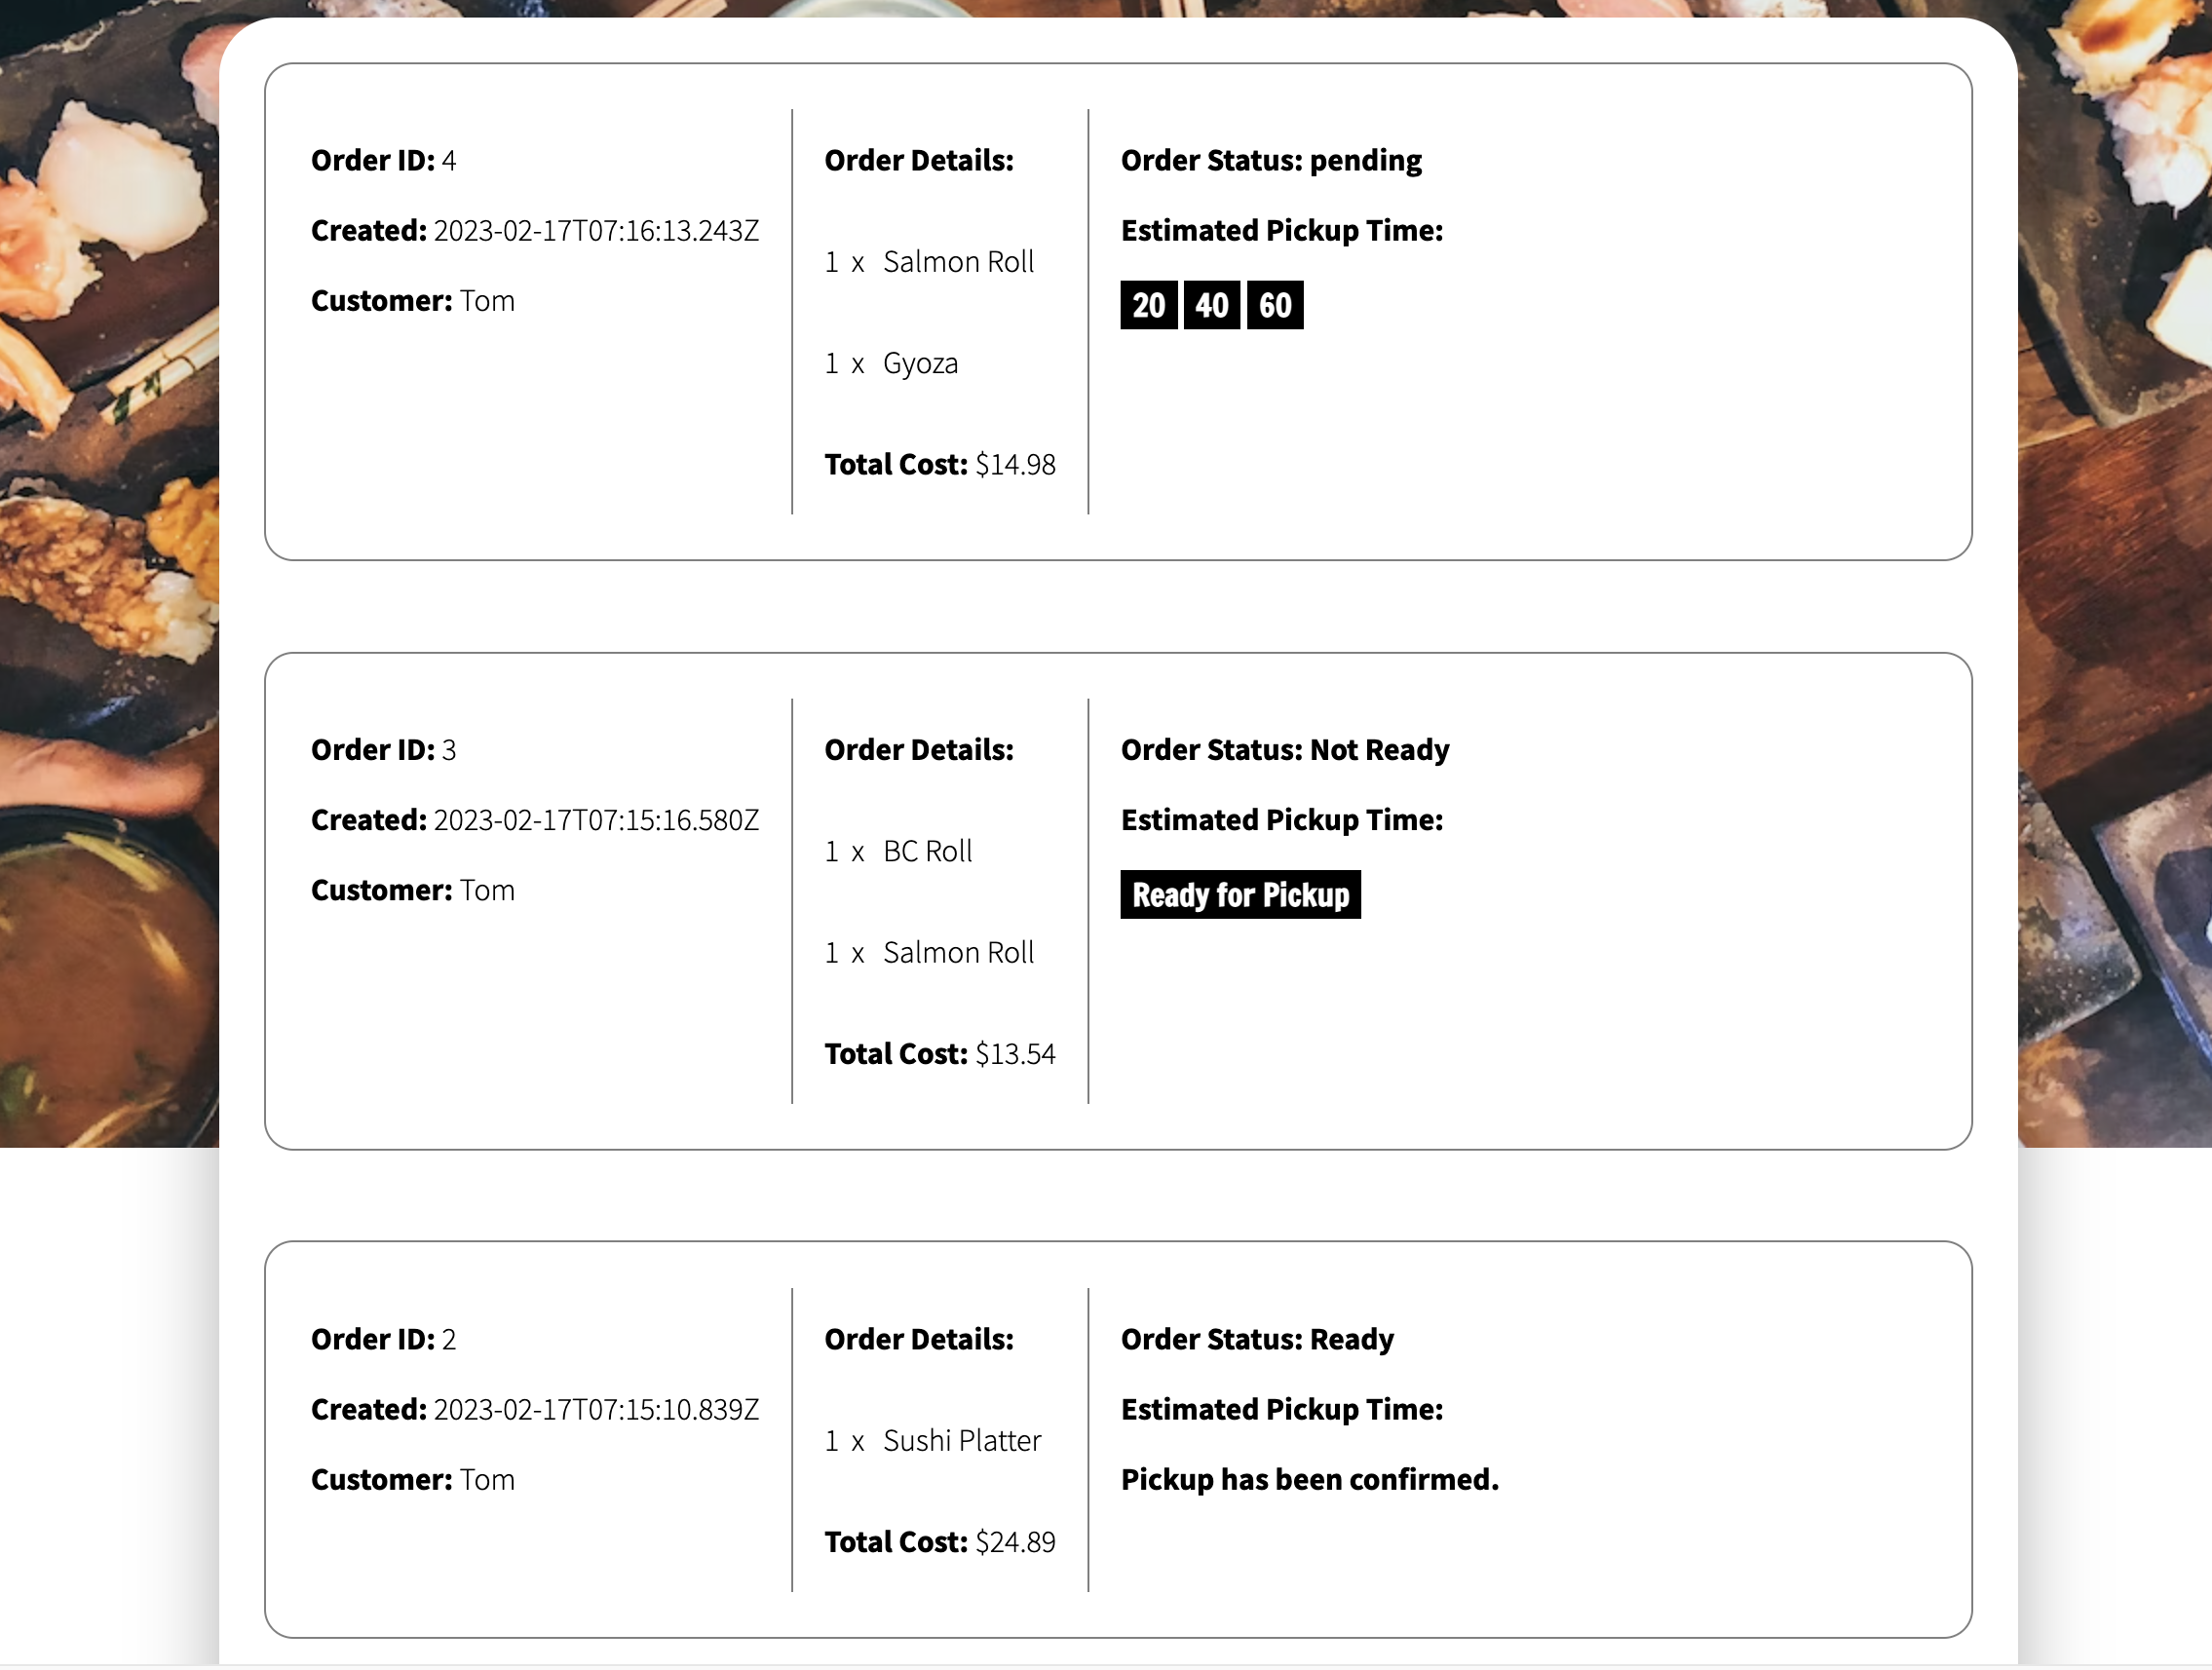 Order ID: 4
Created: 2023-02-17T07:16:13.243Z
Customer: Tom
Order Details:
1 x Salmon Roll
1 x Gyoza
Total Cost: $14.98
Order Status: pending
Estimated Pickup Time:
20 40 60
Order ID: 3
Created: 2023-02-17T07:15:16.580Z
Customer: Tom
Order Details:
1 x BC Roll
1 x Salmon Roll
Total Cost: $13.54
Order Status: Not Ready
Estimated Pickup Time:
Ready for Pickup
Order ID: 2
Created: 2023-02-17T07:15:10.839Z
Customer: Tom
Order Details:
1 x Sushi Platter
Total Cost: $24.89
Order Status: Ready
Estimated Pickup Time:
Pickup has been confirmed.